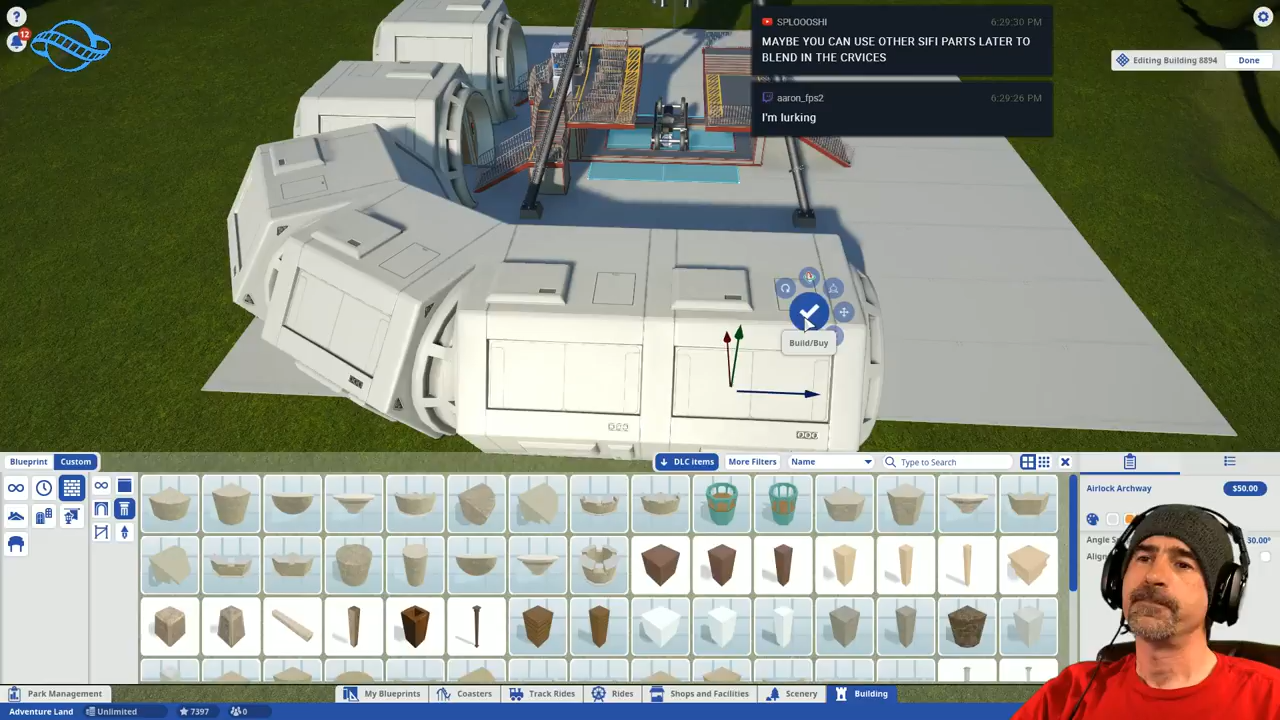 ?
12
SPLOOOSHI 6:29:30 PM
MAYBE YOU CAN USE OTHER SIFI PARTS LATER TO
BLEND IN THE CRVICES
aaron_fps2 6:29:26 PM
I'm lurking
Editing Building 8894 Done
Build/Buy
Blueprint Custom DLC items More Filters Name Type to Search
Airlock Archway $50.00
30.00°
Park Management My Blueprints Coasters Track Rides Rides Shops and Facilities Scenery Building
Adventure Land Unlimited 7397 0